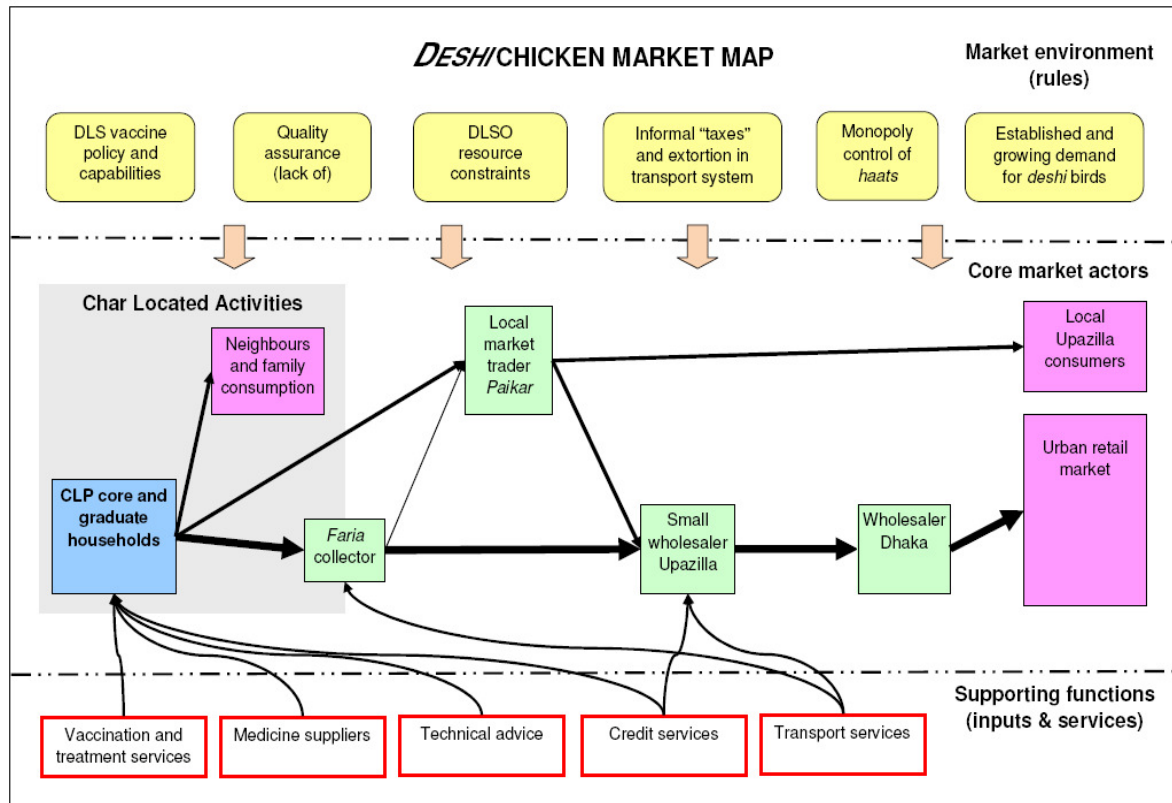 DESHI CHICKEN MARKET MAP
Market environment
(rules)
DLS vaccine
policy and
capabilities
Quality
assurance
(lack of)
DLSO
resource
constraints
Informal “taxes”
and extortion in
transport system
Monopoly
control of
haats
Established and
growing demand
for deshi birds
Core market actors
Char Located Activities
Neighbours
and family
consumption
Local
market
trader
Paikar
Local
Upazilla
consumers
Urban retail
market
CLP core and
graduate
households
Faria
collector
Small
wholesaler
Upazilla
Wholesaler
Dhaka
Supporting functions
(inputs & services)
Vaccination and
treatment services
Medicine suppliers
Technical advice
Credit services
Transport services